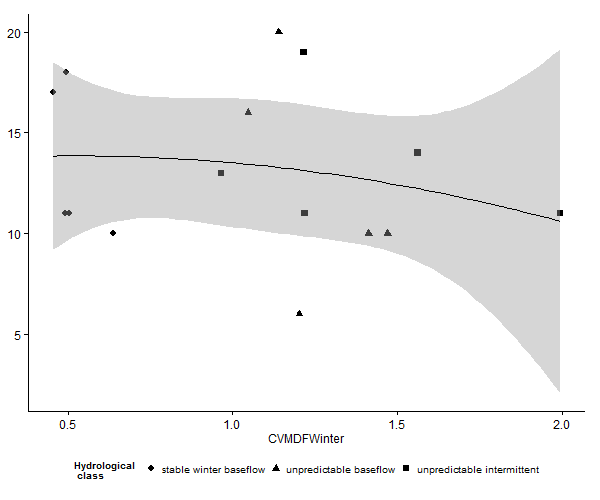 20
15
10
5
0.5 1.0 1.5 2.0
CVMDFWinter
Hydrological
class
stable winter baseflow unpredictable baseflow unpredictable intermittent